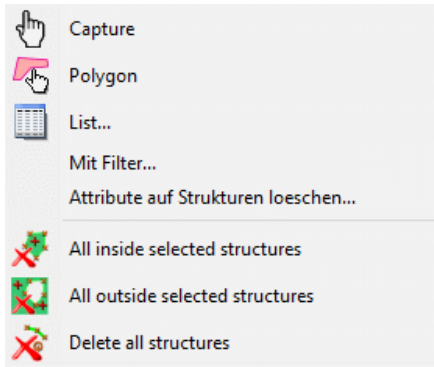 Capture
Polygon
List...
Mit Filter...
Attribute auf Strukturen loeschen...
All inside selected structures
All outside selected structures
Delete all structures